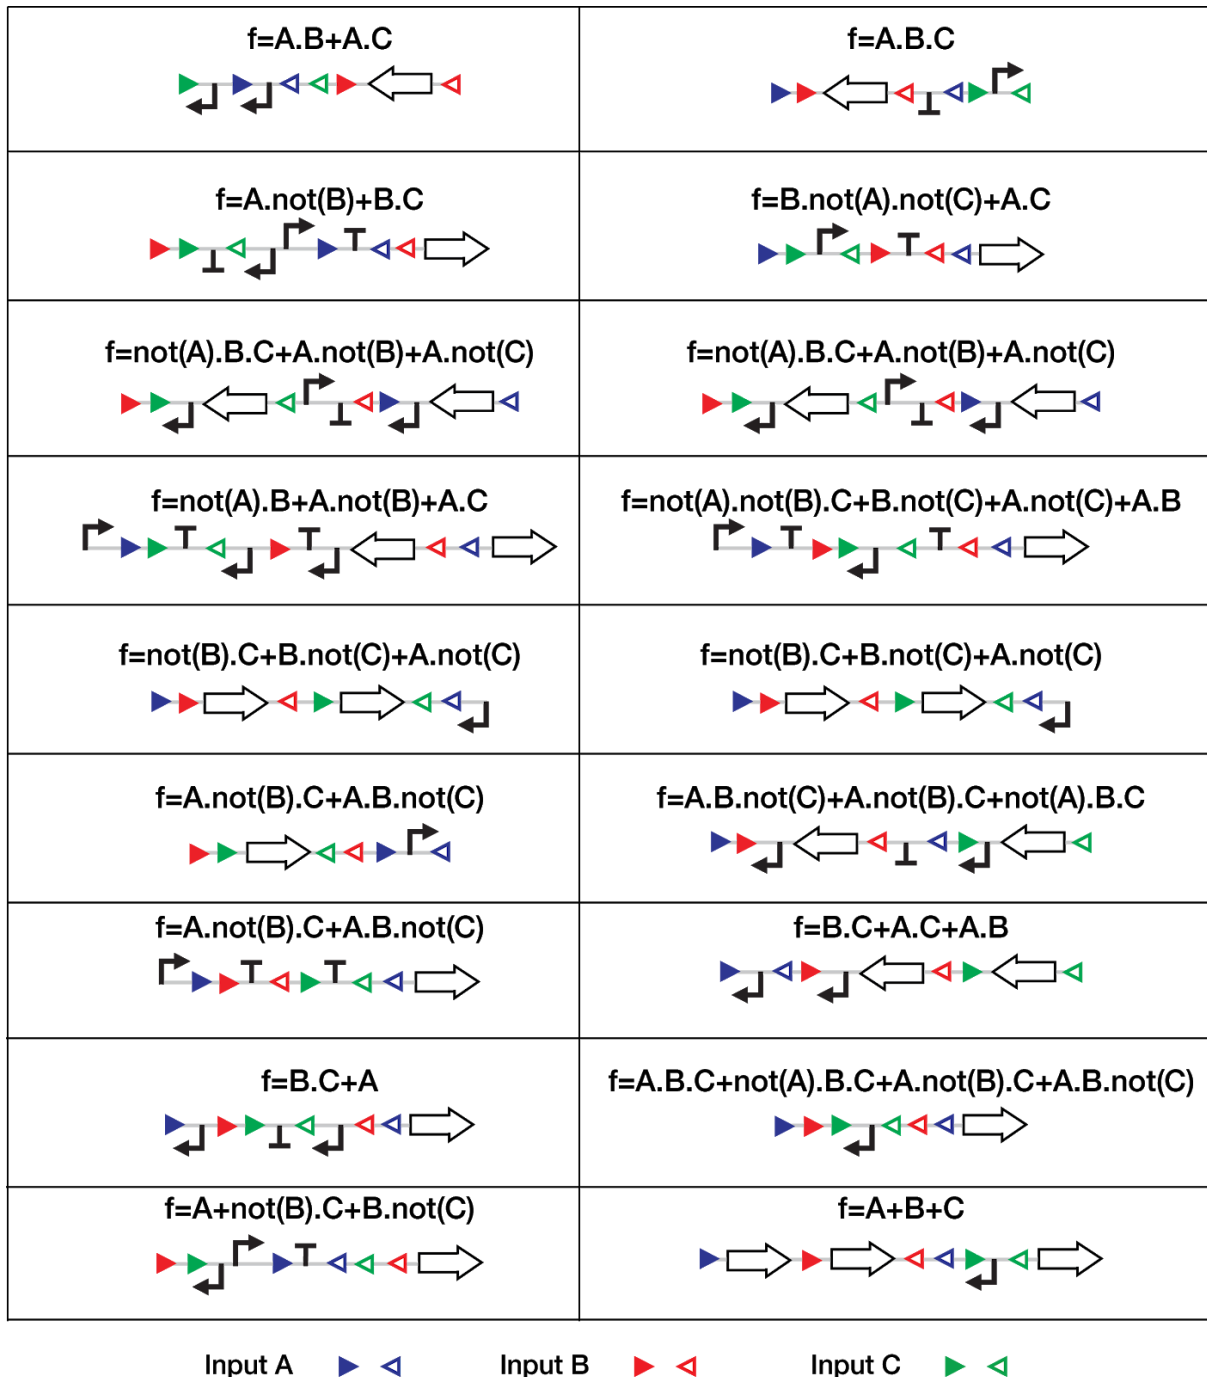 f=A.B+A.C
f=A.B.C
f=A.not(B)+B.C
f=B.not(A).not(C)+A.C
f=not(A).B.C+A.not(B)+A.not(C)
f=not(A).B.C+A.not(B)+A.not(C)
f=not(A).B+A.not(B)+A.C
f=not(A).not(B).C+B.not(C)+A.not(C)+A.B
f=not(B).C+B.not(C)+A.not(C)
f=not(B).C+B.not(C)+A.not(C)
f=A.not(B).C+A.B.not(C)
f=A.B.not(C)+A.not(B).C+not(A).B.C
f=A.not(B).C+A.B.not(C)
f=B.C+A.C+A.B
f=B.C+A
f=A.B.C+not(A).B.C+A.not(B).C+A.B.not(C)
f=A+not(B).C+B.not(C)
f=A+B+C
Input A
Input B
Input C